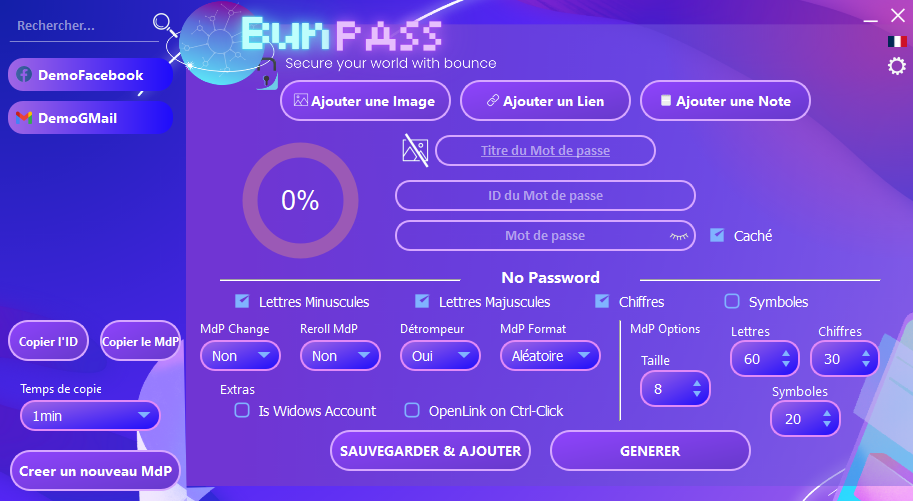 Rechercher...
BunPASS
Secure your world with bounce
DemoFacebook
DemoGMail
Ajouter une Image
Ajouter un Lien
Ajouter une Note
Titre du Mot de passe
0%
ID du Mot de passe
Mot de passe
Caché
No Password
Lettres Minuscules
Lettres Majuscules
Chiffres
Symboles
MdP Change
Reroll MdP
Détrompeur
MdP Format
Non
Non
Oui
Aléatoire
MdP Options
Lettres
Chiffres
60
30
Taille
8
Symboles
20
Extras
Is Widows Account
OpenLink on Ctrl-Click
Copier l'ID
Copier le MdP
Temps de copie
1min
Creer un nouveau MdP
SAUVEGARDER & AJOUTER
GENERER